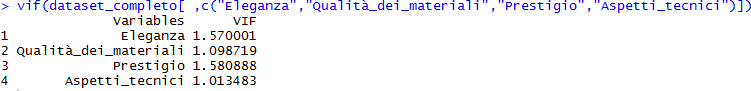 > vif(dataset_completo[ ,c("Eleganza","Qualità_dei_materiali","Prestigio","Aspetti_tecnici")])
Variables VIF
1 Eleganza 1.570001
2 Qualità_dei_materiali 1.098719
3 Prestigio 1.580888
4 Aspetti_tecnici 1.013483